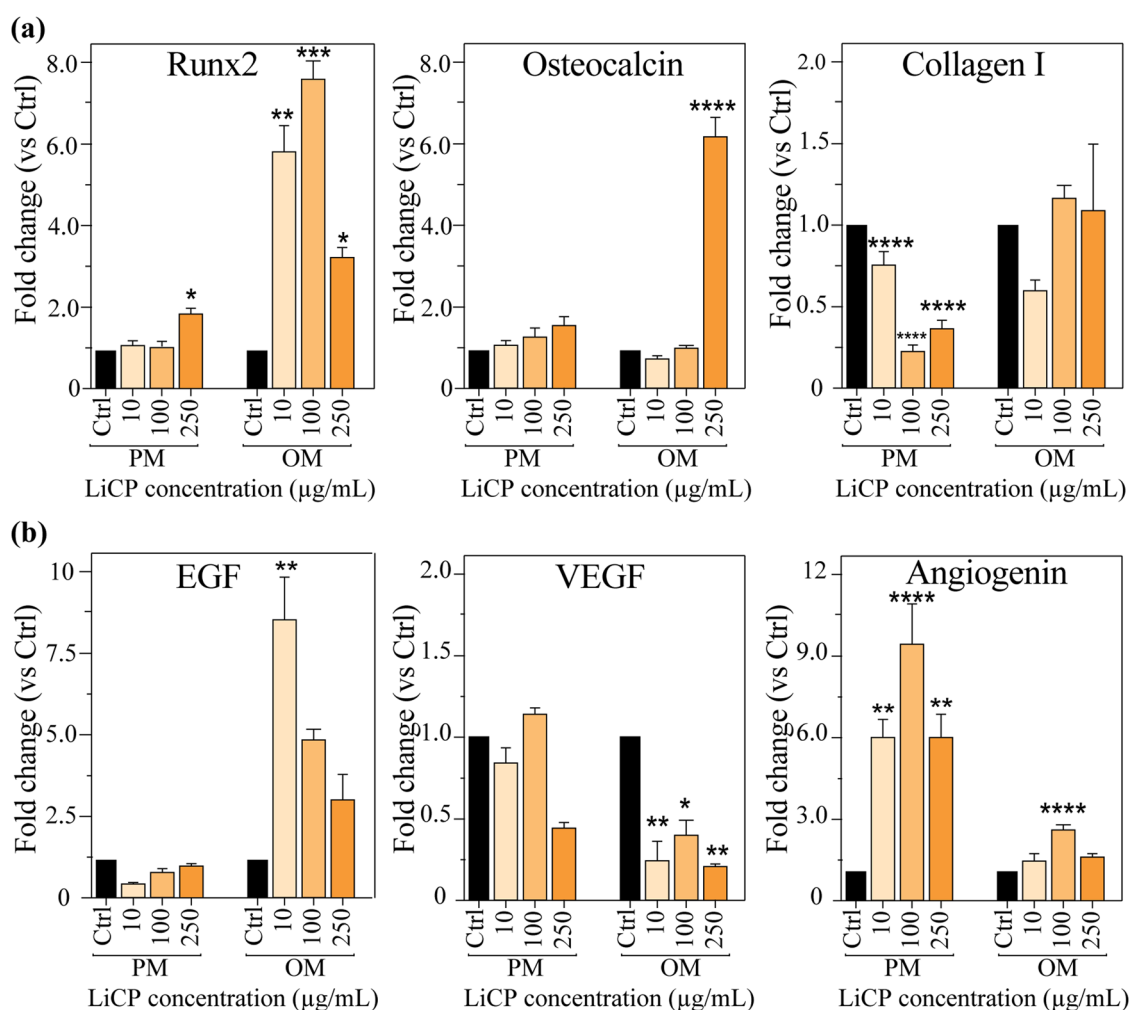 (a)
Runx2
Fold change (vs Ctrl)
8.0
6.0
4.0
2.0
0
*
**
***
*
Ctrl 10 100 250 Ctrl 10 100 250
PM OM
LiCP concentration (µg/mL)
Osteocalcin
Fold change (vs Ctrl)
8.0
6.0
4.0
2.0
0
****
Ctrl 10 100 250 Ctrl 10 100 250
PM OM
LiCP concentration (µg/mL)
Collagen I
Fold change (vs Ctrl)
2.0
1.5
1.0
0.5
0
****
****
****
Ctrl 10 100 250 Ctrl 10 100 250
PM OM
LiCP concentration (µg/mL)
(b)
EGF
Fold change (vs Ctrl)
10
7.5
5.0
2.5
0
**
Ctrl 10 100 250 Ctrl 10 100 250
PM OM
LiCP concentration (µg/mL)
VEGF
Fold change (vs Ctrl)
2.0
1.5
1.0
0.5
0
**
*
**
Ctrl 10 100 250 Ctrl 10 100 250
PM OM
LiCP concentration (µg/mL)
Angiogenin
Fold change (vs Ctrl)
12
9.0
6.0
3.0
0
**
****
**
****
Ctrl 10 100 250 Ctrl 10 100 250
PM OM
LiCP concentration (µg/mL)